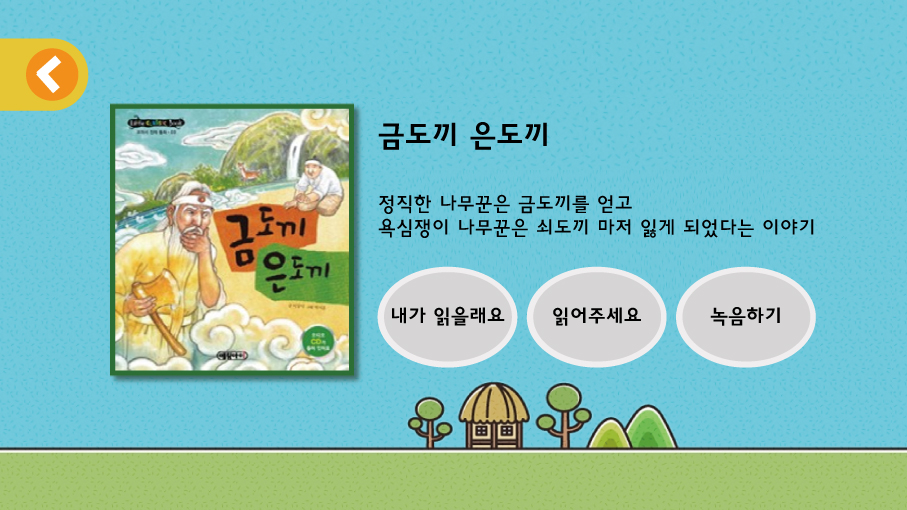 금도끼 은도끼
정직한 나무꾼은 금도끼를 얻고
욕심쟁이 나무꾼은 쇠도끼 마저 잃게 되었다는 이야기
내가 읽을래요
읽어주세요
녹음하기
금도끼
은도끼